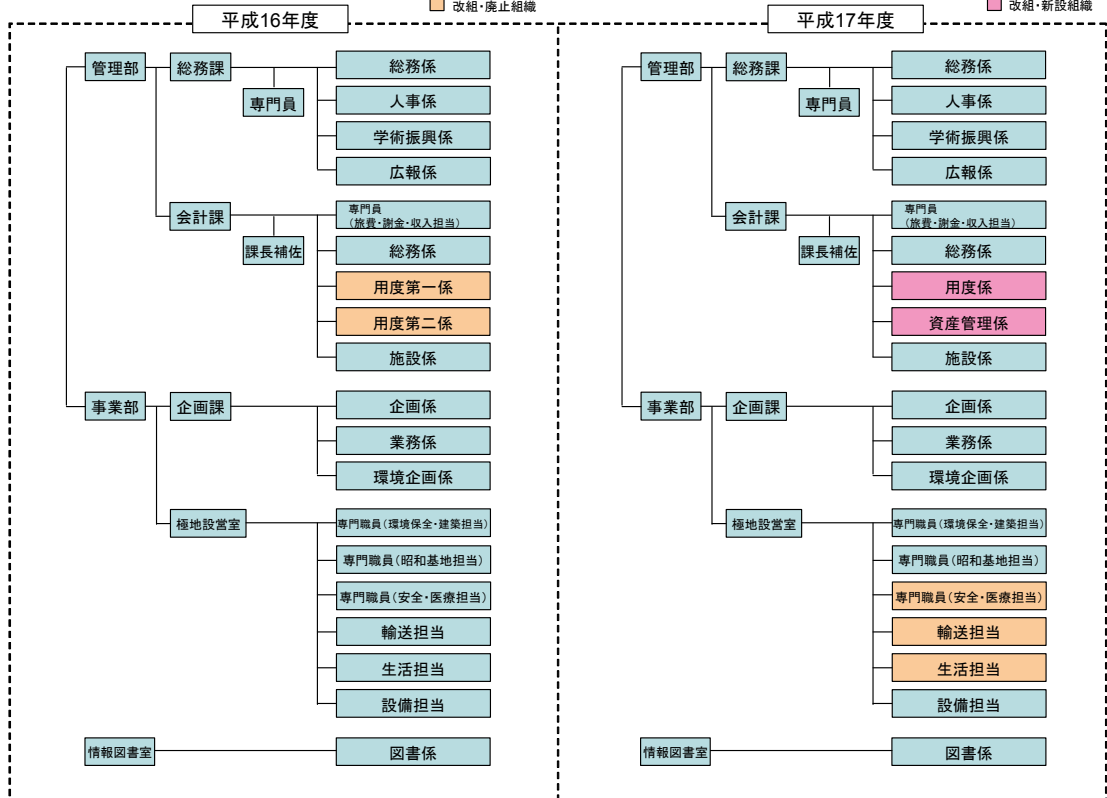 改組・廃止組織
改組・新設組織
平成16年度
管理部
総務課
専門員
総務係
人事係
学術振興係
広報係
会計課
課長補佐
専門員
(旅費・謝金・収入担当)
総務係
用度第一係
用度第二係
施設係
事業部
企画課
企画係
業務係
環境企画係
極地設営室
専門職員(環境保全・建築担当)
専門職員(昭和基地担当)
専門職員(安全・医療担当)
輸送担当
生活担当
設備担当
情報図書室
図書係
平成17年度
管理部
総務課
専門員
総務係
人事係
学術振興係
広報係
会計課
課長補佐
専門員
(旅費・謝金・収入担当)
総務係
用度係
資産管理係
施設係
事業部
企画課
企画係
業務係
環境企画係
極地設営室
専門職員(環境保全・建築担当)
専門職員(昭和基地担当)
専門職員(安全・医療担当)
輸送担当
生活担当
設備担当
情報図書室
図書係